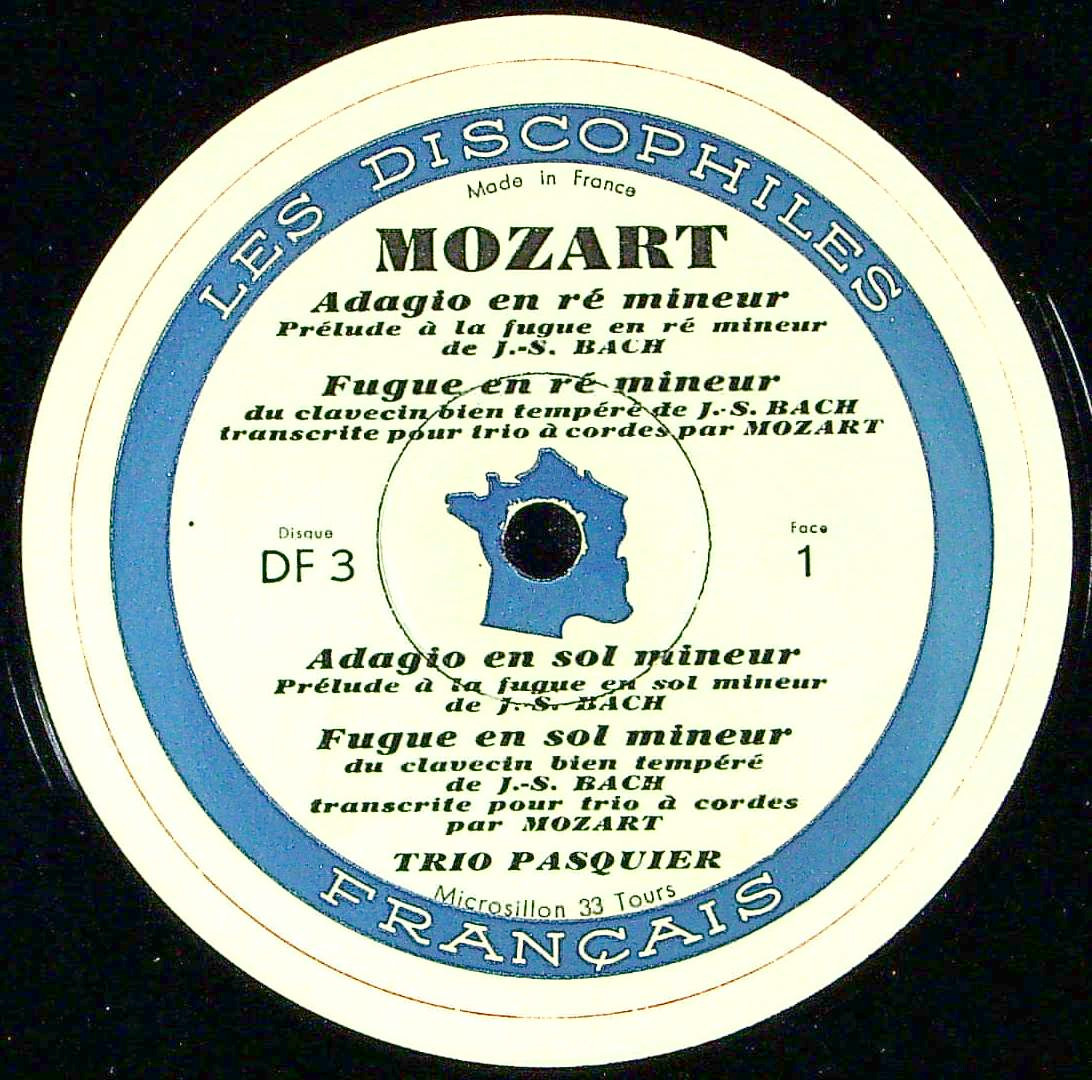 LES DISCOPHILES
Made in France
MOZART
Adagio en ré mineur
Prélude à la fugue en ré mineur
de J.-S. BACH
Fugue en ré mineur
du clavecin bien tempéré de J.-S. BACH
transcrite pour trio à cordes par MOZART
Disque
DF 3
Face
1
Adagio en sol mineur
Prélude à la fugue en sol mineur
de J.-S. BACH
Fugue en sol mineur
du clavecin bien tempéré
de J.-S. BACH
transcrite pour trio à cordes
par MOZART
TRIO PASQUIER
Microsillon 33 Tours
FRANÇAIS